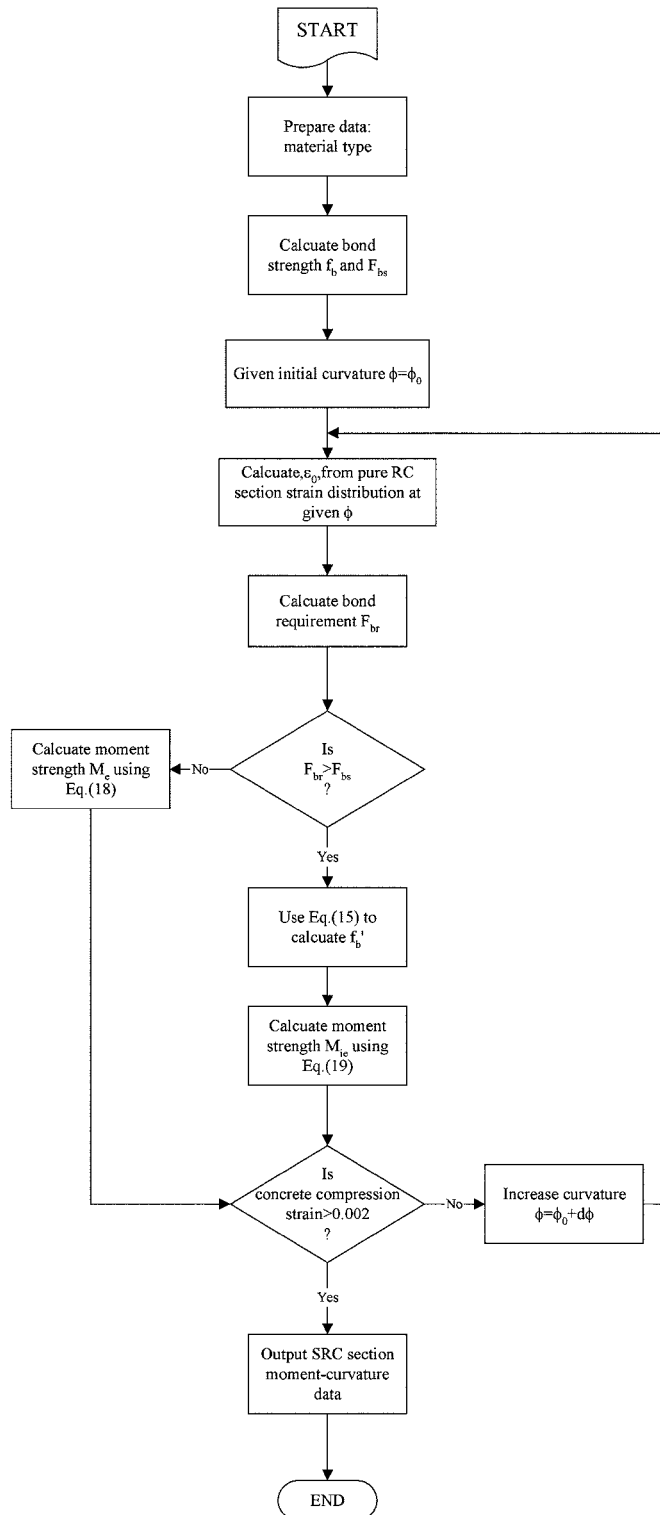 START
Prepare data:
material type
Calcuate bond
strength f_b and F_bs
Given initial curvature ϕ=ϕ_0
Calcuate,ε_0,from pure RC
section strain distribution at
given ϕ
Calcuate bond
requirement F_br
Is
F_br>F_bs
?
No
Calcuate moment
strength M_e using
Eq.(18)
Yes
Use Eq.(15) to
calcuate f_b'
Calcuate moment
strength M_ie using
Eq.(19)
Is
concrete compression
strain>0.002
?
No
Increase curvature
ϕ=ϕ_0+dϕ
Yes
Output SRC section
moment-curvature
data
END